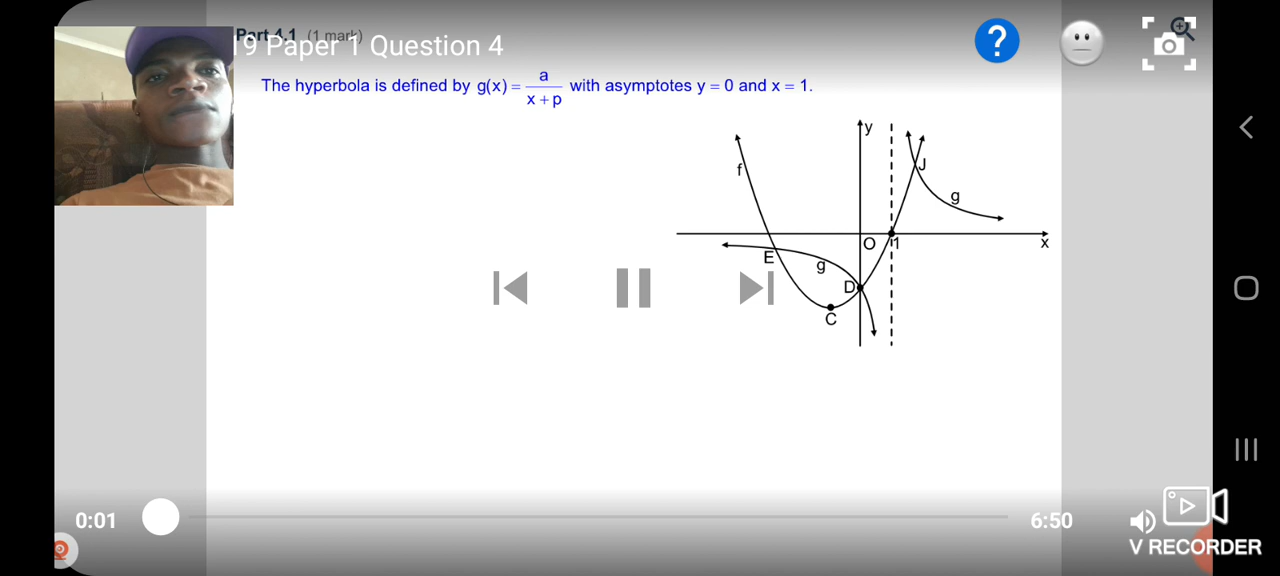 Part 4.1 (1 mark)
19 Paper 1 Question 4
?
The hyperbola is defined by g(x) = a/(x + p) with asymptotes y = 0 and x = 1.
y
f
J
g
O
1
x
E
g
D
C
0:01
6:50
V RECORDER